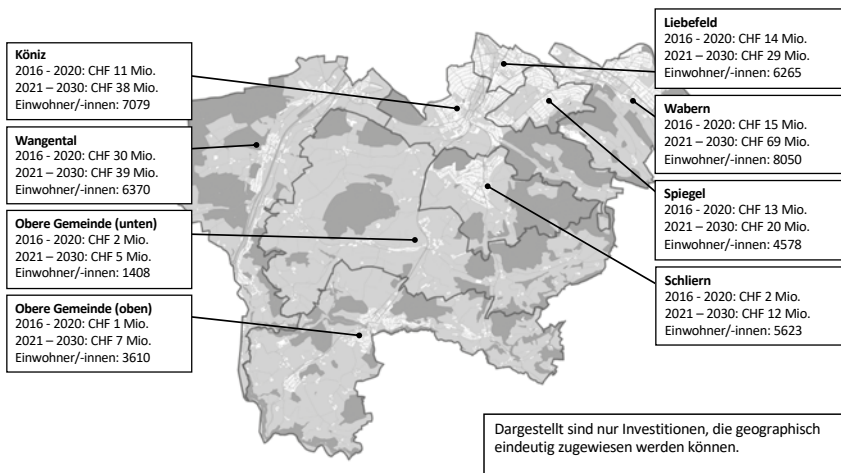 Köniz
2016 - 2020: CHF 11 Mio.
2021 – 2030: CHF 38 Mio.
Einwohner/-innen: 7079
Wangental
2016 - 2020: CHF 30 Mio.
2021 – 2030: CHF 39 Mio.
Einwohner/-innen: 6370
Obere Gemeinde (unten)
2016 - 2020: CHF 2 Mio.
2021 – 2030: CHF 5 Mio.
Einwohner/-innen: 1408
Obere Gemeinde (oben)
2016 - 2020: CHF 1 Mio.
2021 – 2030: CHF 7 Mio.
Einwohner/-innen: 3610
Liebefeld
2016 - 2020: CHF 14 Mio.
2021 – 2030: CHF 29 Mio.
Einwohner/-innen: 6265
Wabern
2016 - 2020: CHF 15 Mio.
2021 – 2030: CHF 69 Mio.
Einwohner/-innen: 8050
Spiegel
2016 - 2020: CHF 13 Mio.
2021 – 2030: CHF 20 Mio.
Einwohner/-innen: 4578
Schliern
2016 - 2020: CHF 2 Mio.
2021 – 2030: CHF 12 Mio.
Einwohner/-innen: 5623
Dargestellt sind nur Investitionen, die geographisch
eindeutig zugewiesen werden können.